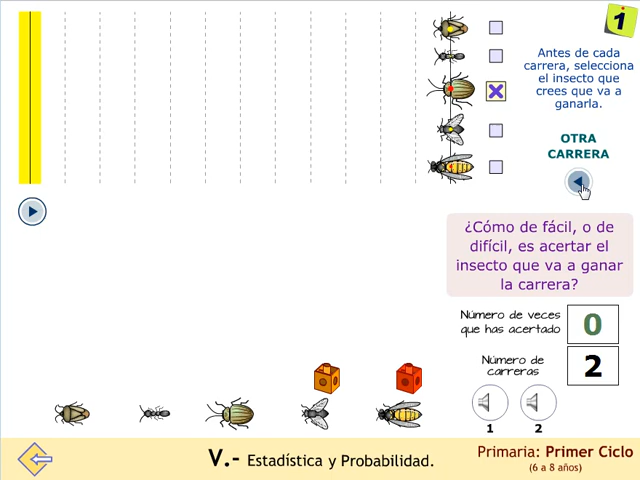 1
Antes de cada
carrera, selecciona
el insecto que
crees que va a
ganarla.
OTRA
CARRERA
¿Cómo de fácil, o de
difícil, es acertar el
insecto que va a ganar
la carrera?
Número de veces
que has acertado
0
Número de
carreras
2
1 2
V.- Estadística y Probabilidad.
Primaria: Primer Ciclo
(6 a 8 años)